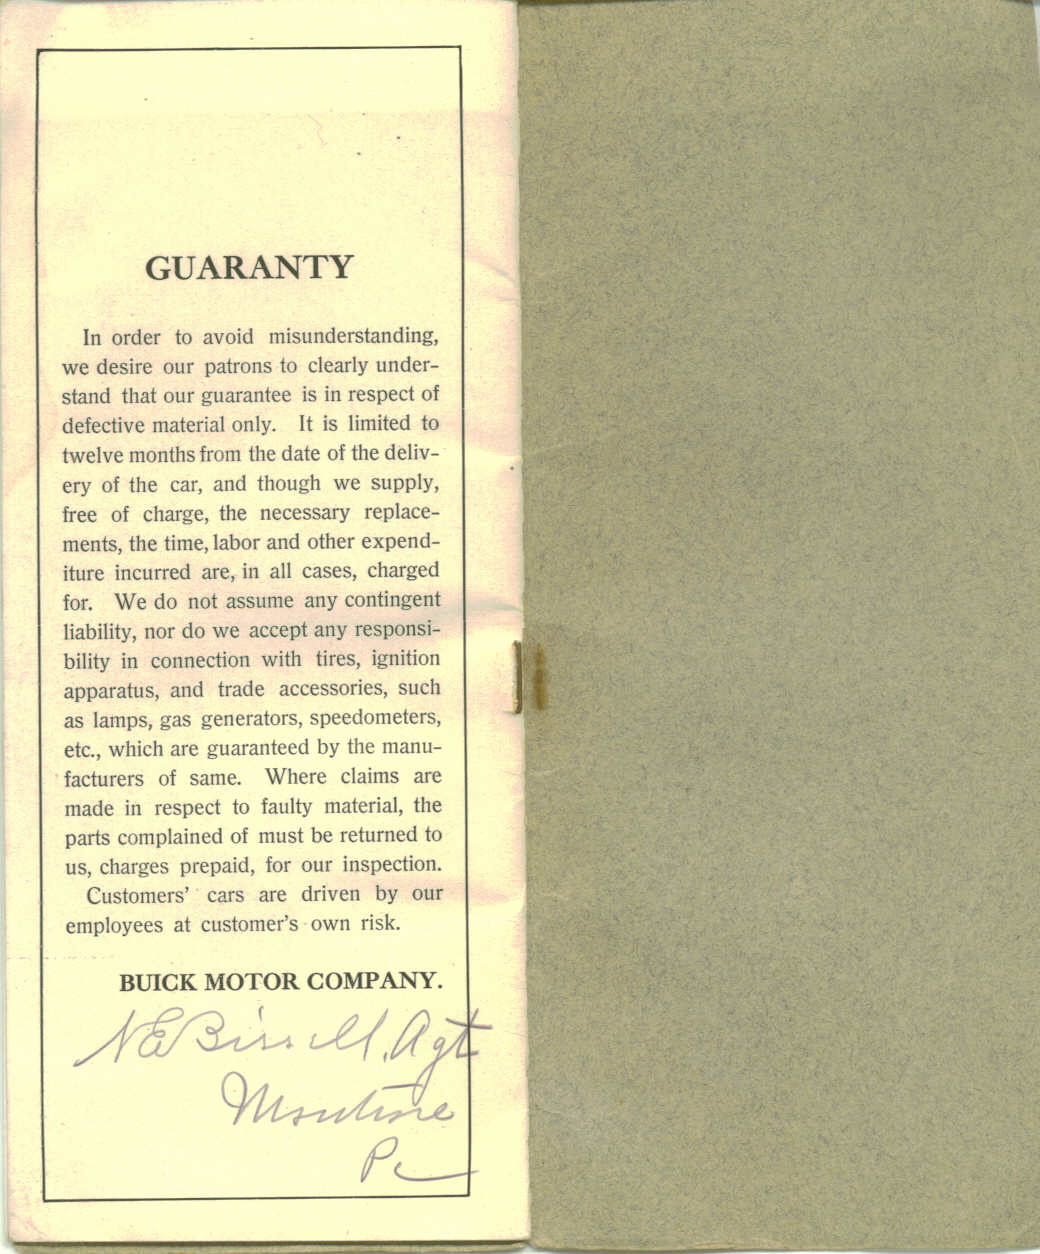 GUARANTY
In order to avoid misunderstanding,
we desire our patrons to clearly under-
stand that our guarantee is in respect of
defective material only. It is limited to
twelve months from the date of the deliv-
ery of the car, and though we supply,
free of charge, the necessary replace-
ments, the time, labor and other expend-
iture incurred are, in all cases, charged
for. We do not assume any contingent
liability, nor do we accept any responsi-
bility in connection with tires, ignition
apparatus, and trade accessories, such
as lamps, gas generators, speedometers,
etc., which are guaranteed by the manu-
facturers of same. Where claims are
made in respect to faulty material, the
parts complained of must be returned to
us, charges prepaid, for our inspection.
Customers' cars are driven by our
employees at customer's own risk.
BUICK MOTOR COMPANY.
N E Bissell, Agt